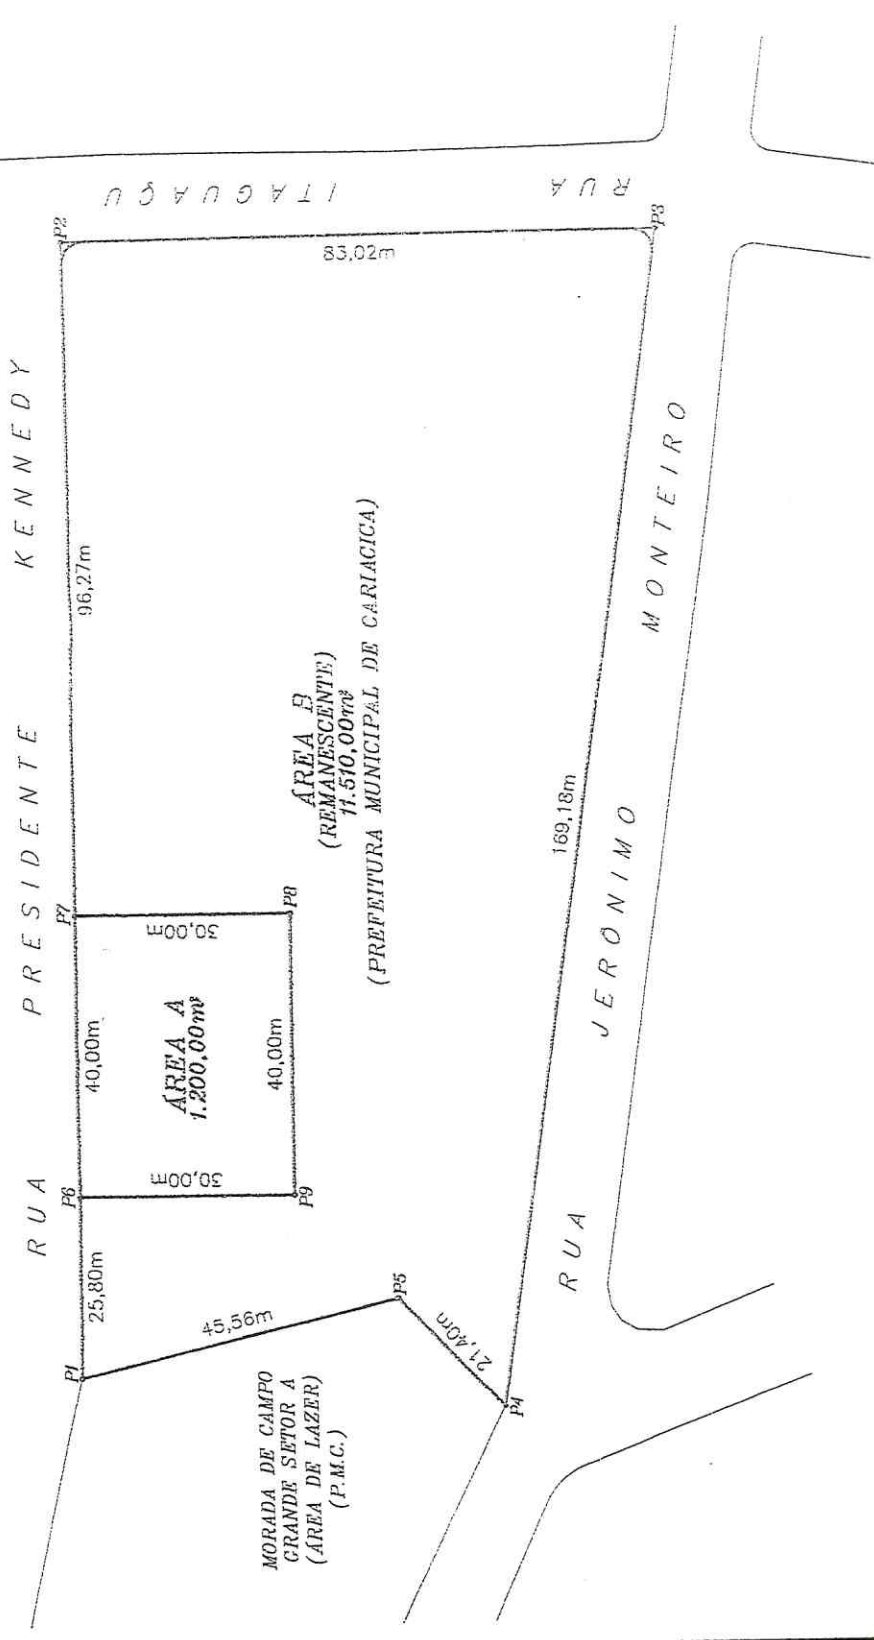 RUA PRESIDENTE KENNEDY
P1
25,80m
P6
40,00m
P7
96,27m
P2
RUA ITAGUAÇU
83,02m
P3
30,00m
ÁREA A
1.200,00m²
30,00m
40,00m
P9
P8
ÁREA B
(REMANESCENTE)
11.510,00m²
(PREFEITURA MUNICIPAL DE CARIACICA)
45,56m
P5
21,40m
P4
169,18m
MORADA DE CAMPO
GRANDE SETOR A
(ÁREA DE LAZER)
(P.M.C.)
RUA JERÔNIMO MONTEIRO